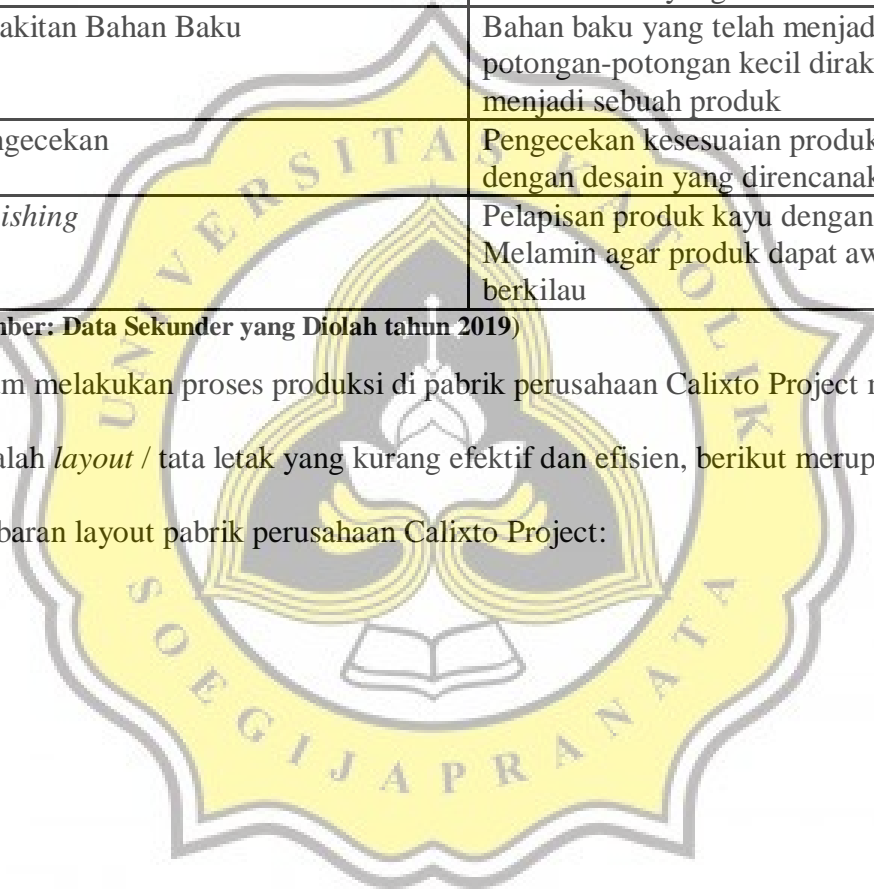 akitan Bahan Baku
Bahan baku yang telah menjad
potongan-potongan kecil dirak
menjadi sebuah produk
ngecekan
Pengecekan kesesuaian produk
dengan desain yang direncanak
ishing
Pelapisan produk kayu dengan
Melamin agar produk dapat aw
berkilau
mber: Data Sekunder yang Diolah tahun 2019)
m melakukan proses produksi di pabrik perusahaan Calixto Project
alah layout / tata letak yang kurang efektif dan efisien, berikut merup
baran layout pabrik perusahaan Calixto Project:
UNIVERSITAS KATOLIK
SOEGIJAPRANATA